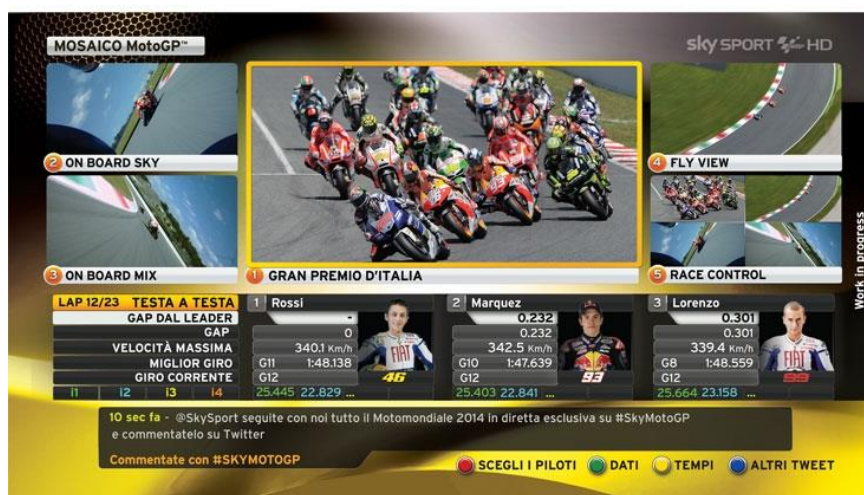 MOSAICO MotoGP™
sky SPORT HD
2 ON BOARD SKY
4 FLY VIEW
3 ON BOARD MIX
1 GRAN PREMIO D'ITALIA
5 RACE CONTROL
Work in progress
LAP 12/23 TESTA A TESTA
1 Rossi
2 Marquez
3 Lorenzo
GAP DAL LEADER - 0.232 0.301
GAP 0 0.232 0.301
VELOCITÀ MASSIMA 340.1 Km/h 342.5 Km/h 339.4 Km/h
MIGLIOR GIRO G11 1:48.138 G10 1:47.639 G8 1:48.559
GIRO CORRENTE G12 G12 G12
FIAT
46
93
FIAT
99
i1 i2 i3 i4 25.445 22.829 ... 25.403 22.841 ... 25.664 23.158 ...
10 sec fa - @SkySport seguite con noi tutto il Motomondiale 2014 in diretta esclusiva su #SkyMotoGP
e commentatelo su Twitter
Commentate con #SKYMOTOGP
SCEGLI I PILOTI DATI TEMPI ALTRI TWEET